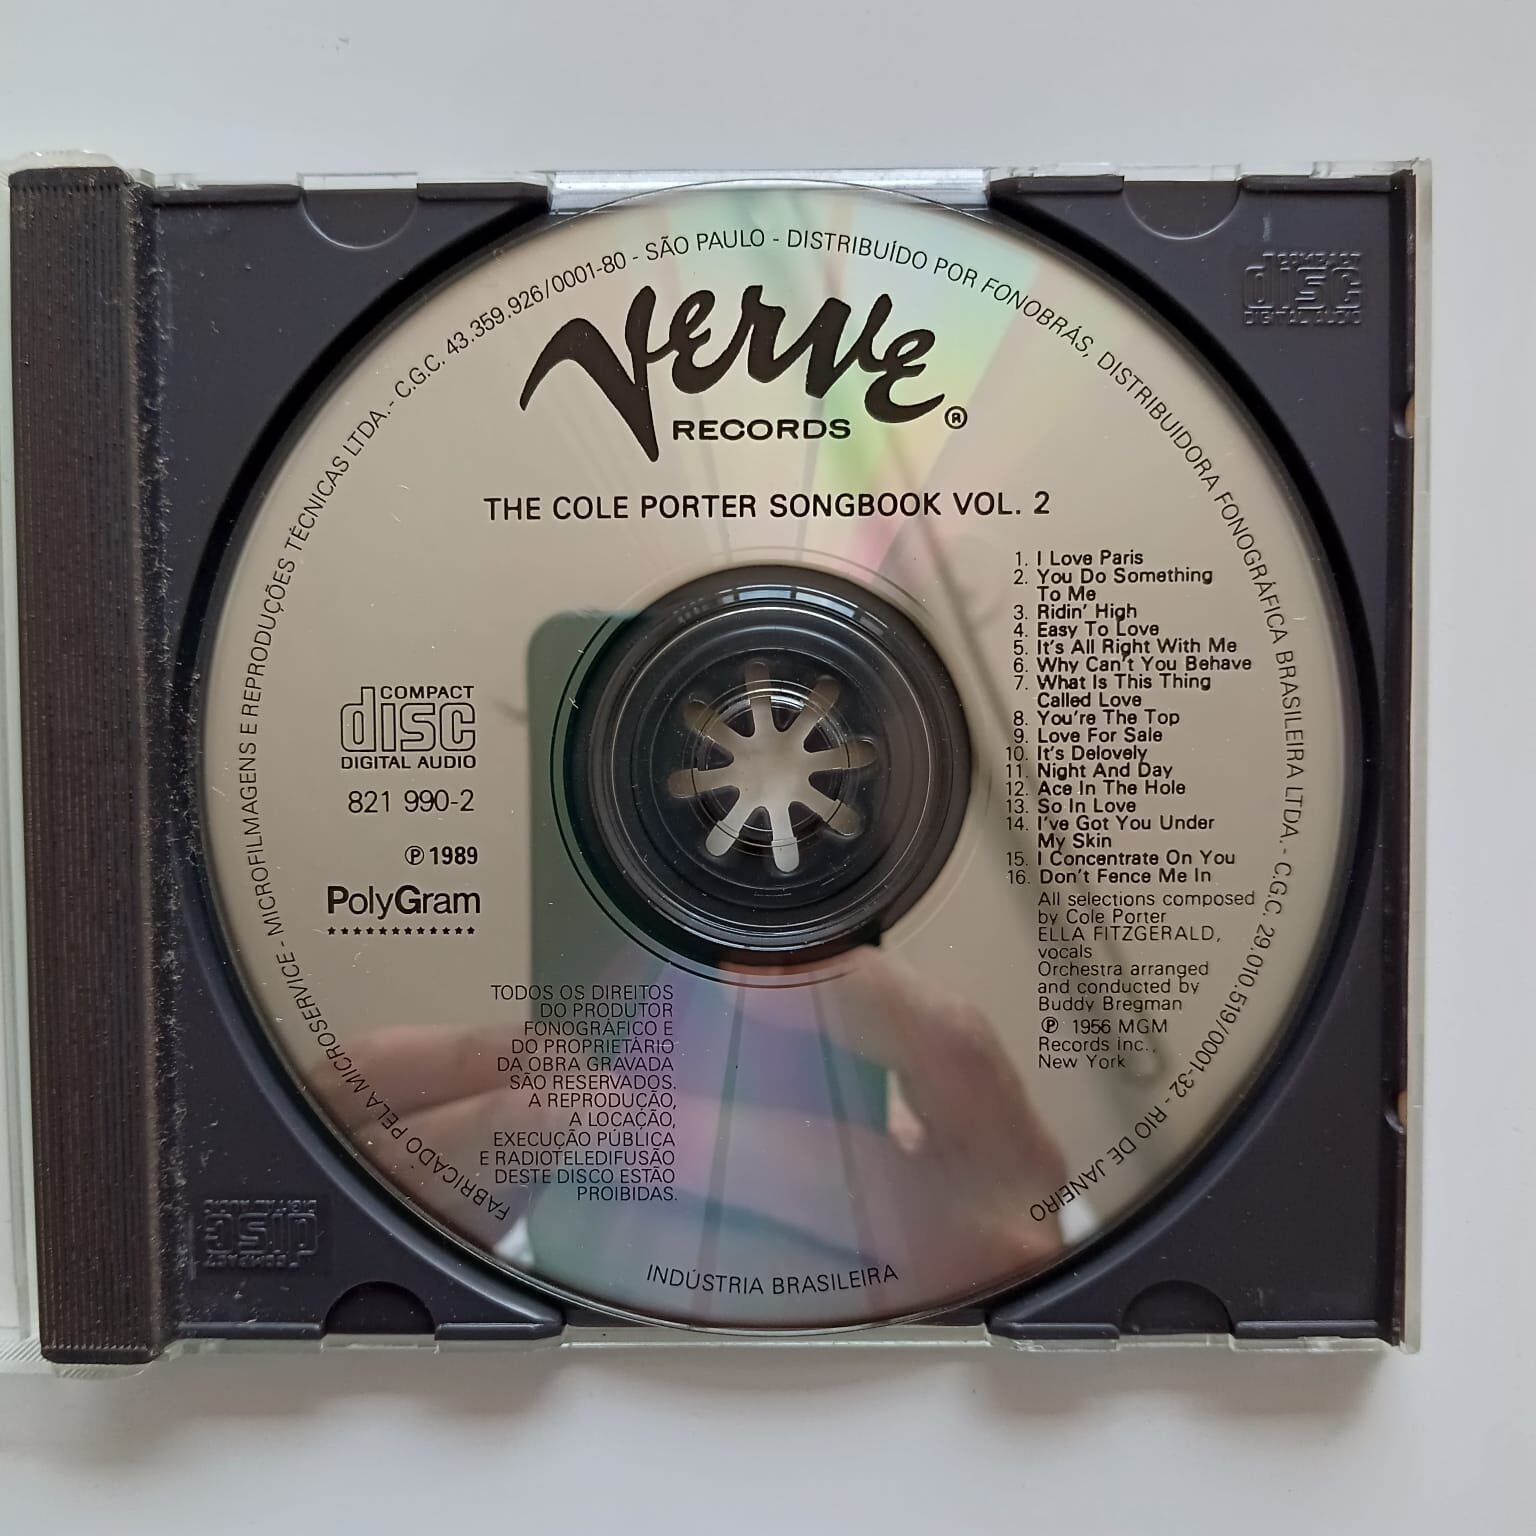 FABRICADO PELA MICROSERVICE - MICROFILMAGENS E REPRODUÇÕES TÉCNICAS LTDA. - C.G.C. 43.359.926/0001-80 - SÃO PAULO - DISTRIBUÍDO POR FONOBRÁS, DISTRIBUIDORA FONOGRÁFICA BRASILEIRA LTDA. - C.G.C. 29.010.519/0001-32 - RIO DE JANEIRO
Verve
RECORDS ®
THE COLE PORTER SONGBOOK VOL. 2
1. I Love Paris
2. You Do Something
To Me
3. Ridin' High
4. Easy To Love
5. It's All Right With Me
6. Why Can't You Behave
7. What Is This Thing
Called Love
8. You're The Top
9. Love For Sale
10. It's Delovely
11. Night And Day
12. Ace In The Hole
13. So In Love
14. I've Got You Under
My Skin
15. I Concentrate On You
16. Don't Fence Me In
All selections composed
by Cole Porter
ELLA FITZGERALD,
vocals
Orchestra arranged
and conducted by
Buddy Bregman
℗ 1956 MGM
Records Inc.,
New York
COMPACT
disc
DIGITAL AUDIO
821 990-2
℗ 1989
PolyGram
TODOS OS DIREITOS
DO PRODUTOR
FONOGRÁFICO E
DO PROPRIETÁRIO
DA OBRA GRAVADA
SÃO RESERVADOS.
A REPRODUÇÃO,
A LOCAÇÃO,
EXECUÇÃO PÚBLICA
E RADIOTELEDIFUSÃO
DESTE DISCO ESTÃO
PROIBIDAS.
INDÚSTRIA BRASILEIRA
COMPACT
disc
DIGITAL AUDIO
COMPACT
disc
DIGITAL AUDIO